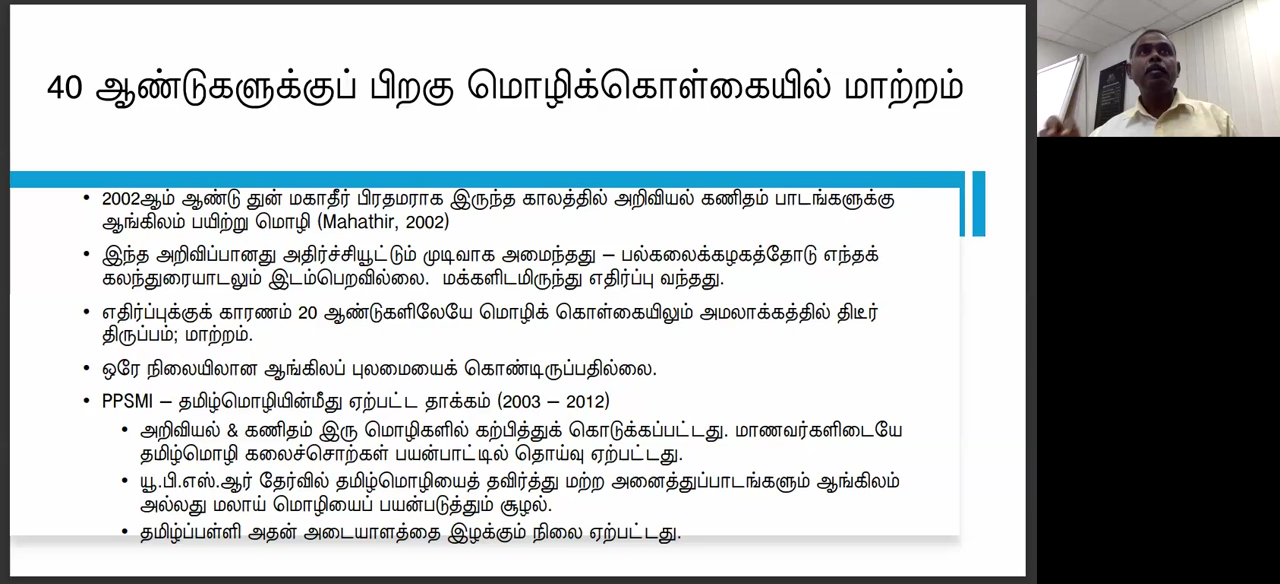 40 ஆண்டுகளுக்குப் பிறகு மொழிக்கொள்கையில் மாற்றம்
• 2002ஆம் ஆண்டு துன் மகாதீர் பிரதமராக இருந்த காலத்தில் அறிவியல் கணிதம் பாடங்களுக்கு
ஆங்கிலம் பயிற்று மொழி (Mahathir, 2002)
• இந்த அறிவிப்பானது அதிர்ச்சியூட்டும் முடிவாக அமைந்தது – பல்கலைக்கழகத்தோடு எந்தக்
கலந்துரையாடலும் இடம்பெறவில்லை. மக்களிடமிருந்து எதிர்ப்பு வந்தது.
• எதிர்ப்புக்குக் காரணம் 20 ஆண்டுகளிலேயே மொழிக் கொள்கையிலும் அமலாக்கத்தில் திடீர்
திருப்பம்; மாற்றம்.
• ஒரே நிலையிலான ஆங்கிலப் புலமையைக் கொண்டிருப்பதில்லை.
• PPSMI – தமிழ்மொழியின்மீது ஏற்பட்ட தாக்கம் (2003 – 2012)
• அறிவியல் & கணிதம் இரு மொழிகளில் கற்பித்துக் கொடுக்கப்பட்டது. மாணவர்களிடையே
தமிழ்மொழி கலைச்சொற்கள் பயன்பாட்டில் தொய்வு ஏற்பட்டது.
• யூ.பி.எஸ்.ஆர் தேர்வில் தமிழ்மொழியைத் தவிர்த்து மற்ற அனைத்துப்பாடங்களும் ஆங்கிலம்
அல்லது மலாய் மொழியைப் பயன்படுத்தும் சூழல்.
• தமிழ்ப்பள்ளி அதன் அடையாளத்தை இழக்கும் நிலை ஏற்பட்டது.